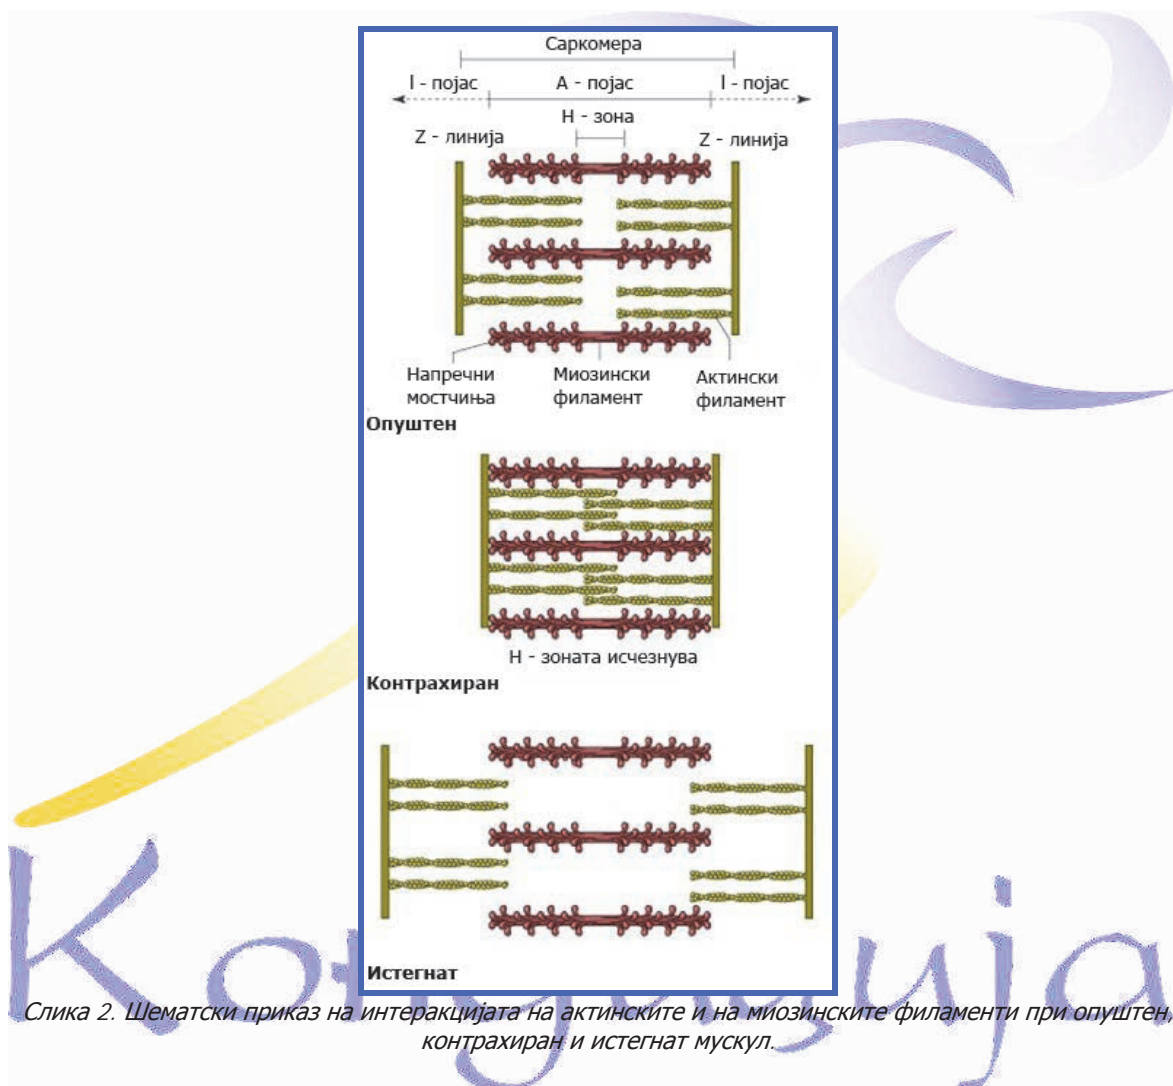 Саркомера
I - појас А - појас I - појас
Н - зона
Z - линија Z - линија
Напречни мостчиња
Миозински филамент
Актински филамент
Опуштен
Н - зоната исчезнува
Контрахиран
Истегнат
Кондиција
Слика 2. Шематски приказ на интеракцијата на актинските и на миозинските филаменти при опуштен,
контрахиран и истегнат мускул.